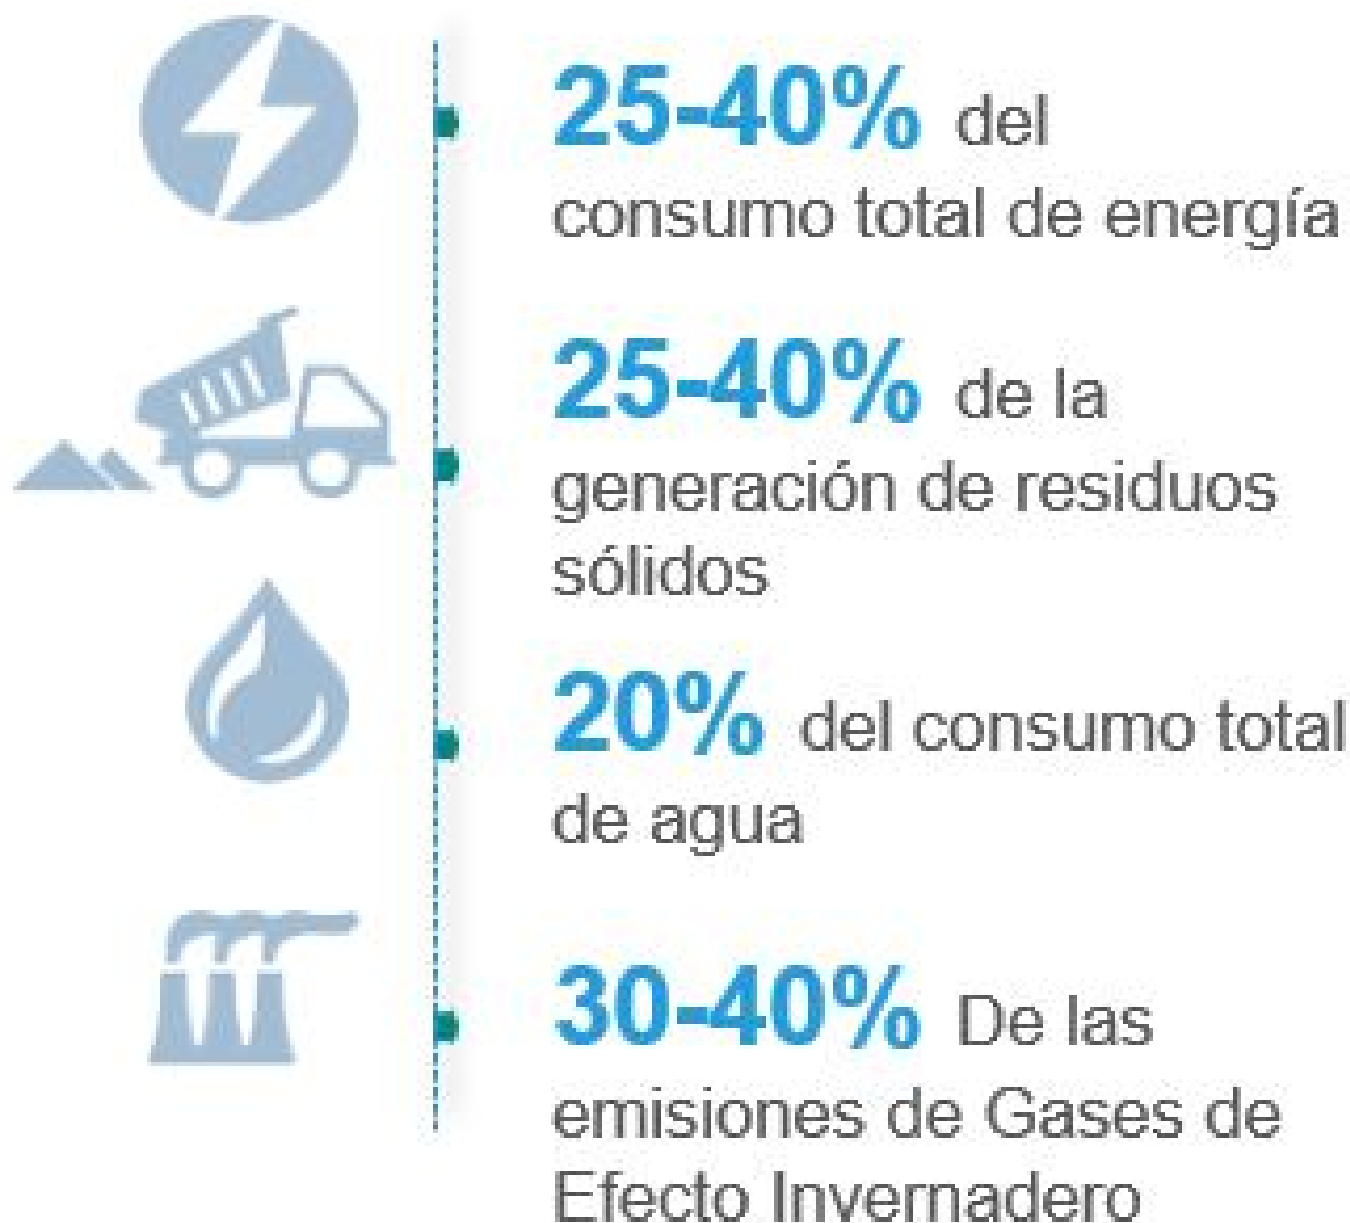 25-40% del
consumo total de energía
25-40% de la
generación de residuos
sólidos
20% del consumo total
de agua
30-40% De las
emisiones de Gases de
Efecto Invernadero